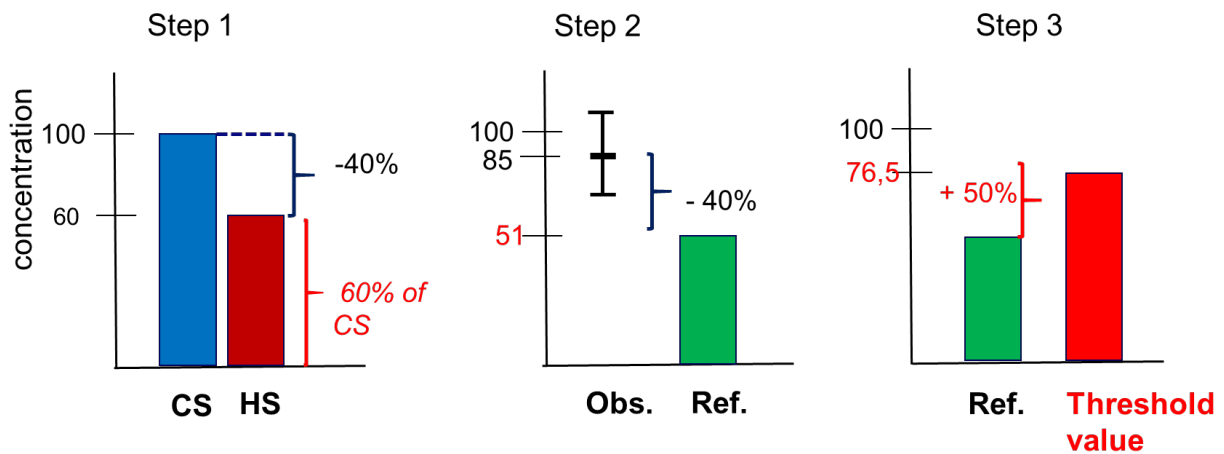 Step 1
concentration
100
60
-40%
60% of
CS
CS HS
Step 2
100
85
51
- 40%
Obs. Ref.
Step 3
100
76,5
+ 50%
Ref. Threshold
value